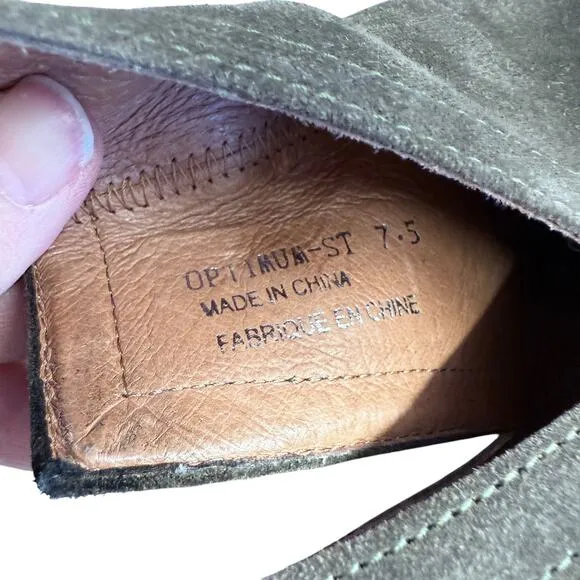 OPTIMUM-ST 7.5
MADE IN CHINA
FABRIQUE EN CHINE